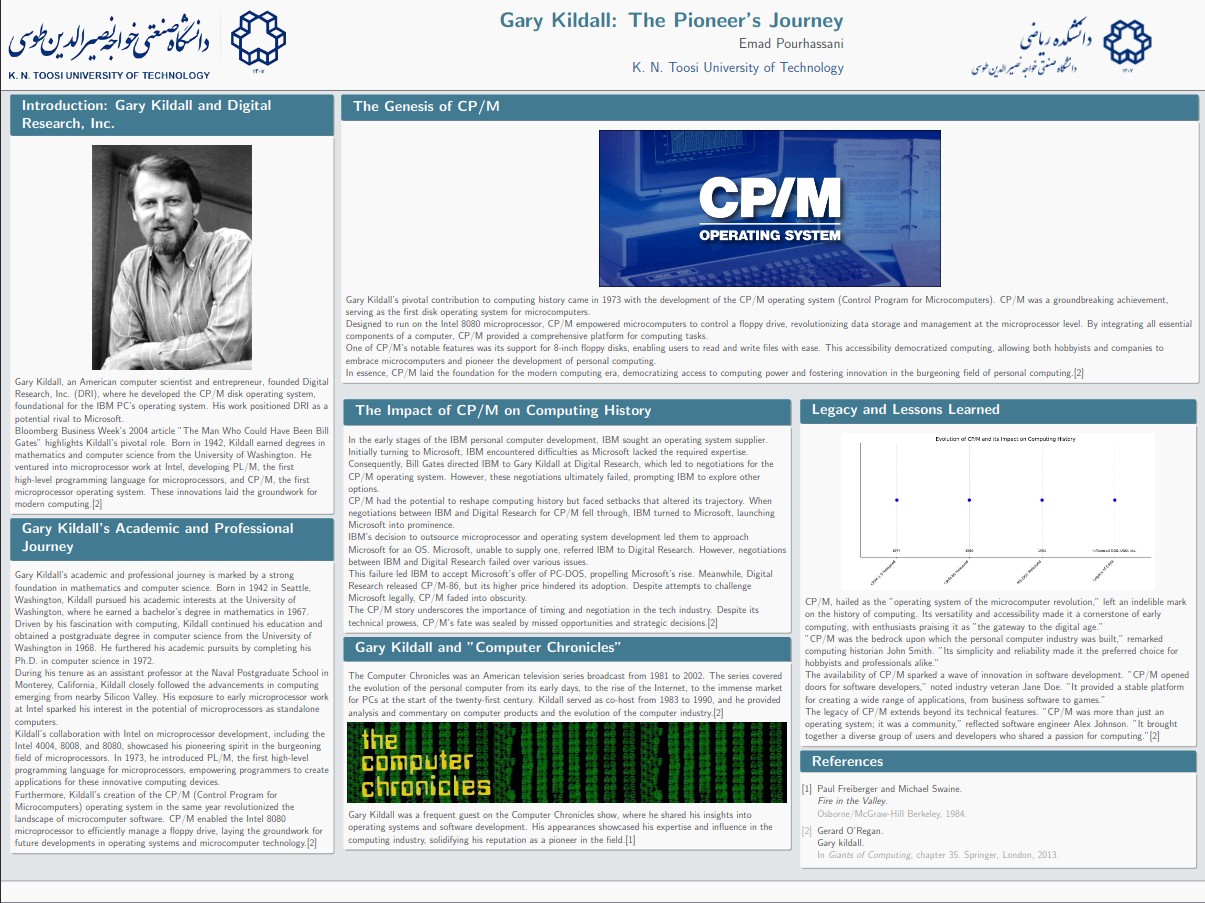 دانشگاه صنعتی خواجه نصیرالدین طوسی
۱۳۰۷
K. N. TOOSI UNIVERSITY OF TECHNOLOGY
Gary Kildall: The Pioneer's Journey
Emad Pourhassani
K. N. Toosi University of Technology
دانشکده ریاضی
دانشگاه صنعتی خواجه نصیرالدین طوسی
۱۳۰۷
Introduction: Gary Kildall and Digital
Research, Inc.
Gary Kildall, an American computer scientist and entrepreneur, founded Digital
Research, Inc. (DRI), where he developed the CP/M disk operating system,
foundational for the IBM PC's operating system. His work positioned DRI as a
potential rival to Microsoft.
Bloomberg Business Week's 2004 article "The Man Who Could Have Been Bill
Gates" highlights Kildall's pivotal role. Born in 1942, Kildall earned degrees in
mathematics and computer science from the University of Washington. He
ventured into microprocessor work at Intel, developing PL/M, the first
high-level programming language for microprocessors, and CP/M, the first
microprocessor operating system. These innovations laid the groundwork for
modern computing.[2]
Gary Kildall's Academic and Professional
Journey
Gary Kildall's academic and professional journey is marked by a strong
foundation in mathematics and computer science. Born in 1942 in Seattle,
Washington, Kildall pursued his academic interests at the University of
Washington, where he earned a bachelor's degree in mathematics in 1967.
Driven by his fascination with computing, Kildall continued his education and
obtained a postgraduate degree in computer science from the University of
Washington in 1968. He furthered his academic pursuits by completing his
Ph.D. in computer science in 1972.
During his tenure as an assistant professor at the Naval Postgraduate School in
Monterey, California, Kildall closely followed the advancements in computing
emerging from nearby Silicon Valley. His exposure to early microprocessor work
at Intel sparked his interest in the potential of microprocessors as standalone
computers.
Kildall's collaboration with Intel on microprocessor development, including the
Intel 4004, 8008, and 8080, showcased his pioneering spirit in the burgeoning
field of microprocessors. In 1973, he introduced PL/M, the first high-level
programming language for microprocessors, empowering programmers to create
applications for these innovative computing devices.
Furthermore, Kildall's creation of the CP/M (Control Program for
Microcomputers) operating system in the same year revolutionized the
landscape of microcomputer software. CP/M enabled the Intel 8080
microprocessor to efficiently manage a floppy drive, laying the groundwork for
future developments in operating systems and microcomputer technology.[2]
The Genesis of CP/M
CP/M
OPERATING SYSTEM
Gary Kildall's pivotal contribution to computing history came in 1973 with the development of the CP/M operating system (Control Program for Microcomputers). CP/M was a groundbreaking achievement,
serving as the first disk operating system for microcomputers.
Designed to run on the Intel 8080 microprocessor, CP/M empowered microcomputers to control a floppy drive, revolutionizing data storage and management at the microprocessor level. By integrating all essential
components of a computer, CP/M provided a comprehensive platform for computing tasks.
One of CP/M's notable features was its support for 8-inch floppy disks, enabling users to read and write files with ease. This accessibility democratized computing, allowing both hobbyists and companies to
embrace microcomputers and pioneer the development of personal computing.
In essence, CP/M laid the foundation for the modern computing era, democratizing access to computing power and fostering innovation in the burgeoning field of personal computing.[2]
The Impact of CP/M on Computing History
In the early stages of the IBM personal computer development, IBM sought an operating system supplier.
Initially turning to Microsoft, IBM encountered difficulties as Microsoft lacked the required expertise.
Consequently, Bill Gates directed IBM to Gary Kildall at Digital Research, which led to negotiations for the
CP/M operating system. However, these negotiations ultimately failed, prompting IBM to explore other
options.
CP/M had the potential to reshape computing history but faced setbacks that altered its trajectory. When
negotiations between IBM and Digital Research for CP/M fell through, IBM turned to Microsoft, launching
Microsoft into prominence.
IBM's decision to outsource microprocessor and operating system development led them to approach
Microsoft for an OS. Microsoft, unable to supply one, referred IBM to Digital Research. However, negotiations
between IBM and Digital Research failed over various issues.
This failure led IBM to accept Microsoft's offer of PC-DOS, propelling Microsoft's rise. Meanwhile, Digital
Research released CP/M-86, but its higher price hindered its adoption. Despite attempts to challenge
Microsoft legally, CP/M faded into obscurity.
The CP/M story underscores the importance of timing and negotiation in the tech industry. Despite its
technical prowess, CP/M's fate was sealed by missed opportunities and strategic decisions.[2]
Gary Kildall and "Computer Chronicles"
The Computer Chronicles was an American television series broadcast from 1981 to 2002. The series covered
the evolution of the personal computer from its early days, to the rise of the Internet, to the immense market
for PCs at the start of the twenty-first century. Kildall served as co-host from 1983 to 1990, and he provided
analysis and commentary on computer products and the evolution of the computer industry.[2]
the
computer
chronicles
Gary Kildall was a frequent guest on the Computer Chronicles show, where he shared his insights into
operating systems and software development. His appearances showcased his expertise and influence in the
computing industry, solidifying his reputation as a pioneer in the field.[1]
Legacy and Lessons Learned
Evolution of CP/M and its Impact on Computing History
1974
1980
1981
Influenced DOS, UNIX, etc.
Legacy of CP/M
CP/M, hailed as the "operating system of the microcomputer revolution," left an indelible mark
on the history of computing. Its versatility and accessibility made it a cornerstone of early
computing, with enthusiasts praising it as "the gateway to the digital age."
"CP/M was the bedrock upon which the personal computer industry was built," remarked
computing historian John Smith. "Its simplicity and reliability made it the preferred choice for
hobbyists and professionals alike."
The availability of CP/M sparked a wave of innovation in software development. "CP/M opened
doors for software developers," noted industry veteran Jane Doe. "It provided a stable platform
for creating a wide range of applications, from business software to games."
The legacy of CP/M extends beyond its technical features. "CP/M was more than just an
operating system; it was a community," reflected software engineer Alex Johnson. "It brought
together a diverse group of users and developers who shared a passion for computing."[2]
References
[1] Paul Freiberger and Michael Swaine.
Fire in the Valley.
Osborne/McGraw-Hill Berkeley, 1984.
[2] Gerard O'Regan.
Gary kildall.
In Giants of Computing, chapter 35. Springer, London, 2013.